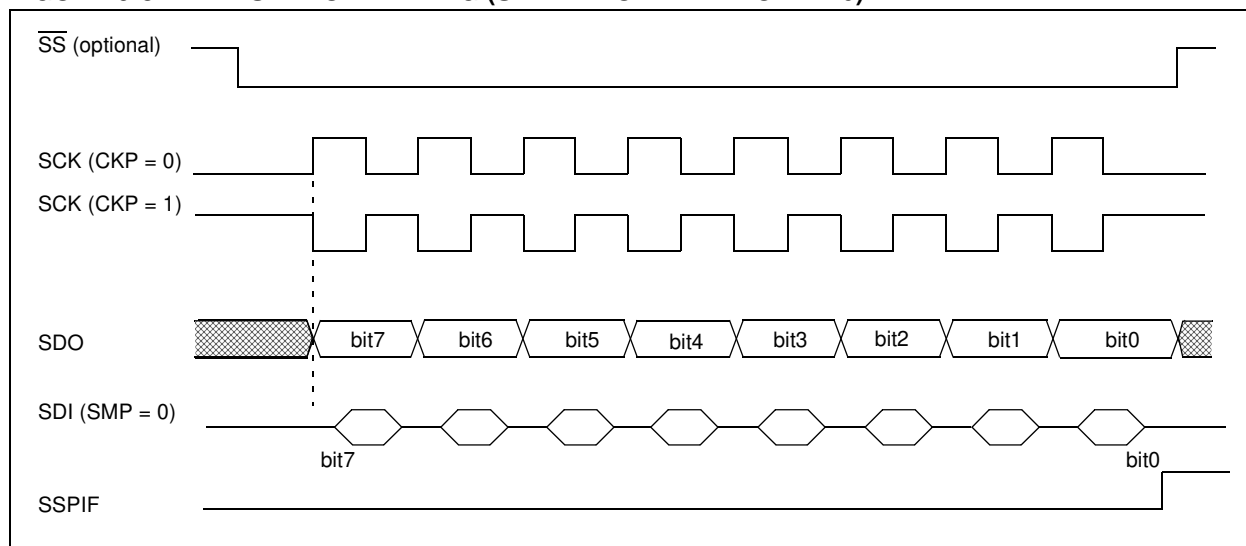 SS (optional)
SCK (CKP = 0)
SCK (CKP = 1)
SDO
bit7 bit6 bit5 bit4 bit3 bit2 bit1 bit0
SDI (SMP = 0)
bit7 bit0
SSPIF